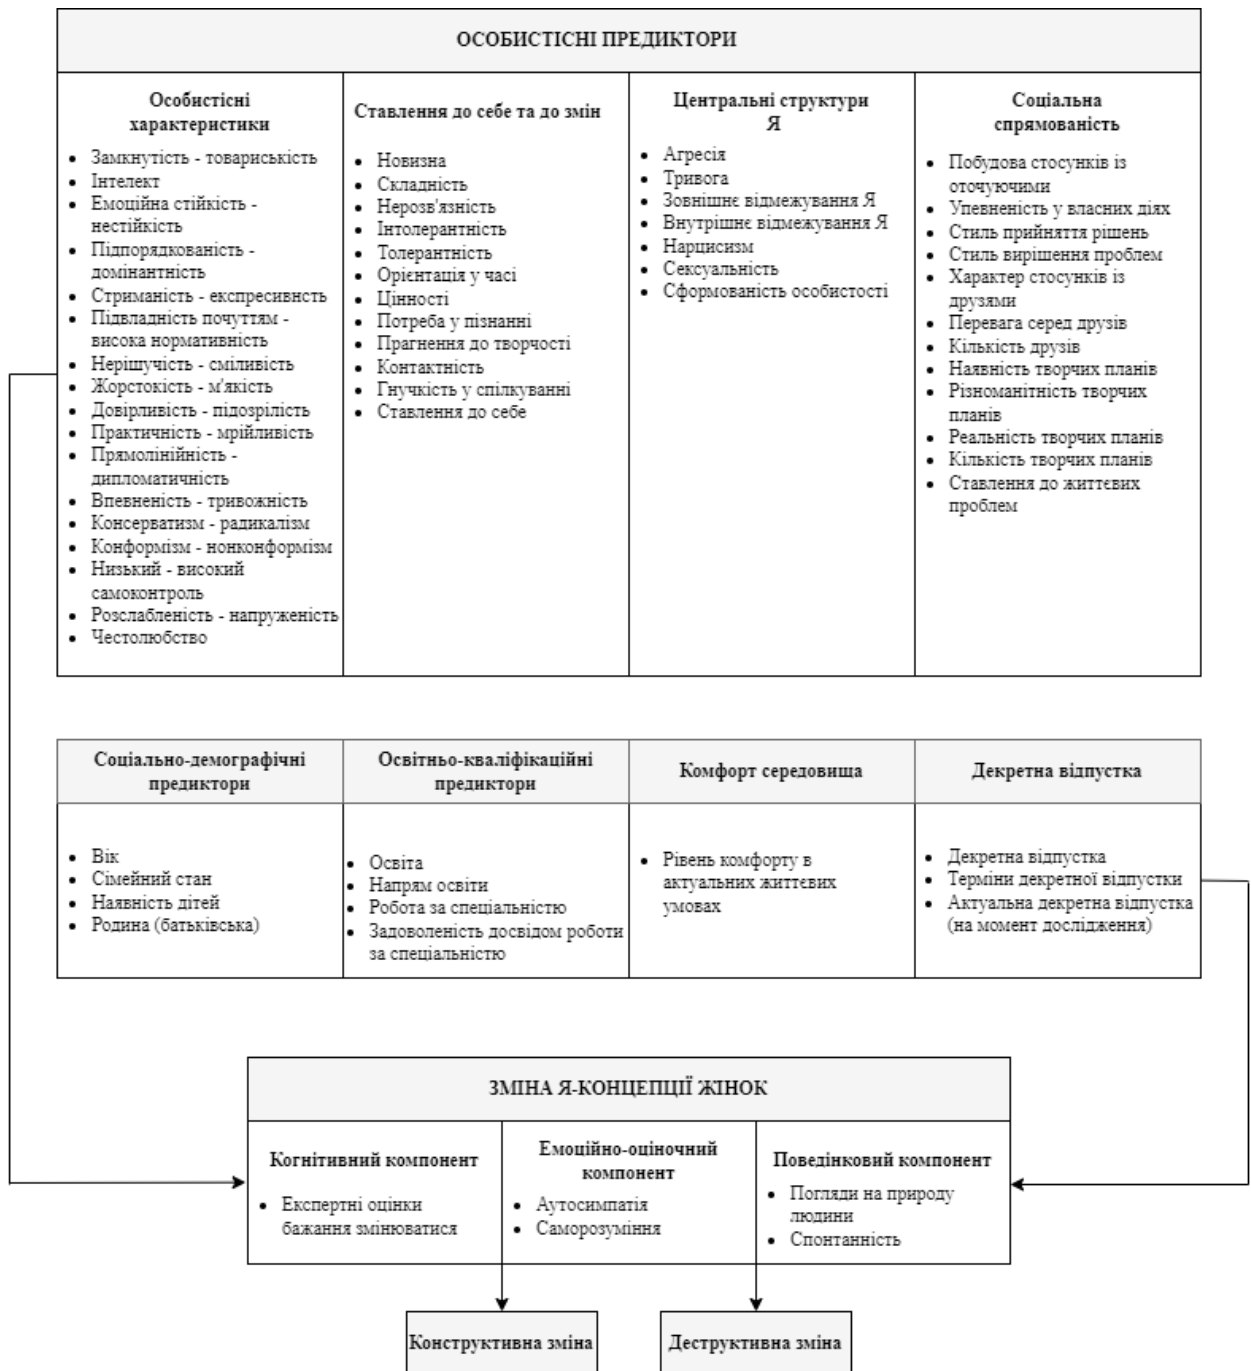 ОСОБИСТІСНІ ПРЕДИКТОРИ
Особистісні
характеристики
Замкнутість - товариськість
Інтелект
Емоційна стійкість -
нестійкість
Підпорядкованість -
домінантність
Стриманість - експресивнсть
Підвладність почуттям -
висока нормативність
Нерішучість - сміливість
Жорстокість - м'якість
Довірливість - підозрілість
Практичність - мрійливість
Прямолінійність -
дипломатичність
Впевненість - тривожність
Консерватизм - радикалізм
Конформізм - нонконформізм
Низький - високий
самоконтроль
Розслабленість - напруженість
Честолюбство
Ставлення до себе та до змін
Новизна
Складність
Нерозв'язність
Інтолерантність
Толерантність
Орієнтація у часі
Цінності
Потреба у пізнанні
Прагнення до творчості
Контактність
Гнучкість у спілкуванні
Ставлення до себе
Центральні структури
Я
Агресія
Тривога
Зовнішнє відмежування Я
Внутрішнє відмежування Я
Нарцисизм
Сексуальність
Сформованість особистості
Соціальна
спрямованість
Побудова стосунків із
оточуючими
Упевненість у власних діях
Стиль прийняття рішень
Стиль вирішення проблем
Характер стосунків із
друзями
Перевага серед друзів
Кількість друзів
Наявність творчих планів
Різноманітність творчих
планів
Реальність творчих планів
Кількість творчих планів
Ставлення до життєвих
проблем
Соціально-демографічні
предиктори
Вік
Сімейний стан
Наявність дітей
Родина (батьківська)
Освітньо-кваліфікаційні
предиктори
Освіта
Напрям освіти
Робота за спеціальністю
Задоволеність досвідом роботи
за спеціальністю
Комфорт середовища
Рівень комфорту в
актуальних життєвих
умовах
Декретна відпустка
Декретна відпустка
Терміни декретної відпустки
Актуальна декретна відпустка
(на момент дослідження)
ЗМІНА Я-КОНЦЕПЦІЇ ЖІНОК
Когнітивний компонент
Експертні оцінки
бажання змінюватися
Емоційно-оціночний
компонент
Аутосимпатія
Саморозуміння
Поведінковий компонент
Погляди на природу
людини
Спонтанність
Конструктивна зміна
Деструктивна зміна